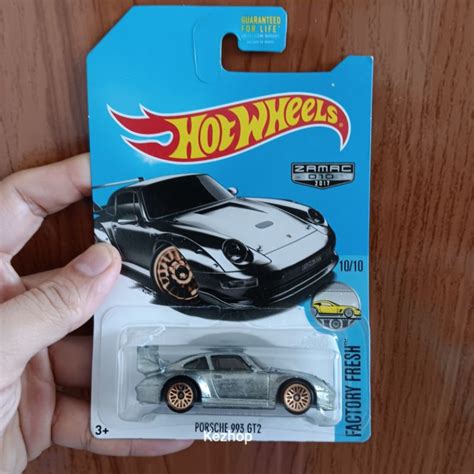 GUARANTEED
FOR LIFE
HOT WHEELS
ZAMAC
010
2017
10/10
FACTORY FRESH
3+
PORSCHE 993 GT2
Kezhop